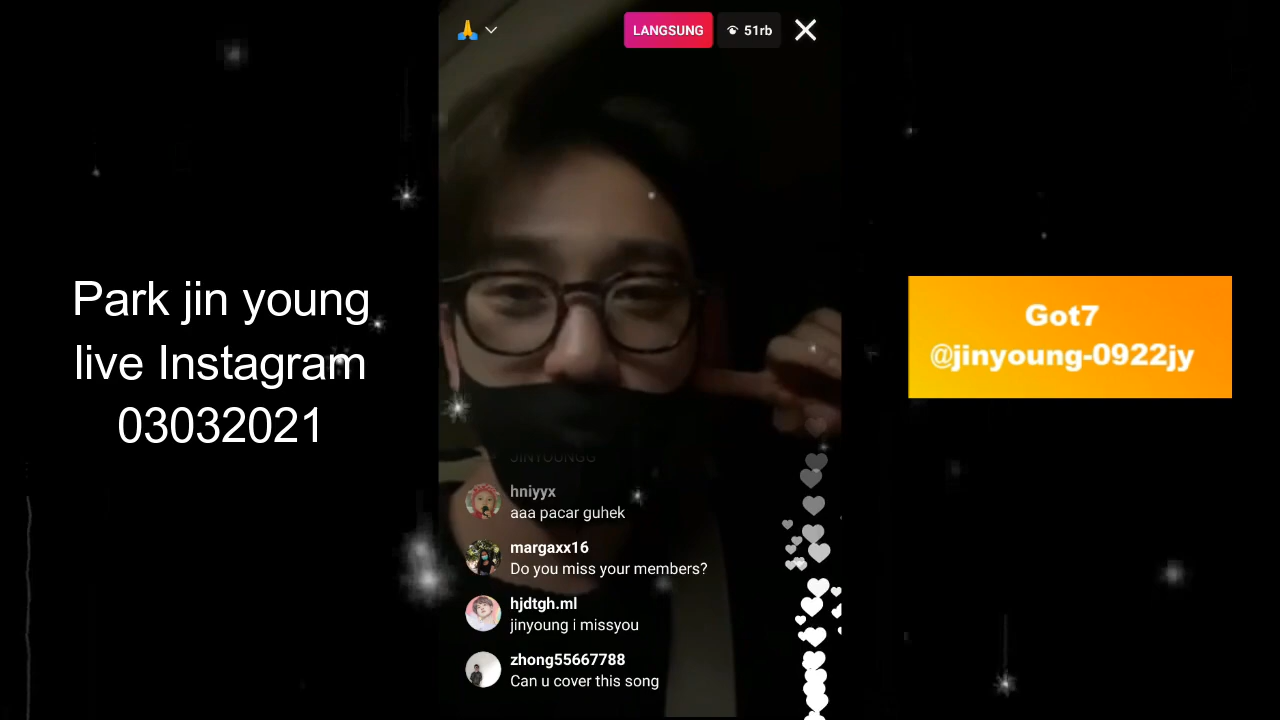 LANGSUNG
51rb
Park jin young
live Instagram
03032021
Got7
@jinyoung-0922jy
JINYOUNGG
hniyyx
aaa pacar guhek
margaxx16
Do you miss your members?
hjdtgh.ml
jinyoung i missyou
zhong55667788
Can u cover this song